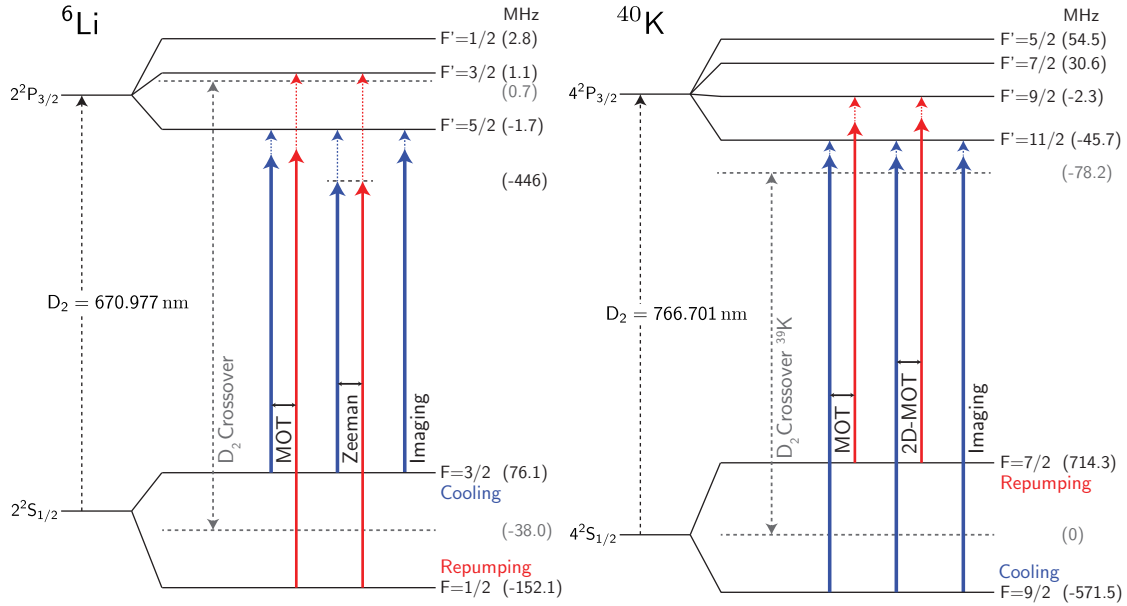 ⁶Li
MHz
F'=1/2 (2.8)
F'=3/2 (1.1)
(0.7)
2²P₃/₂
F'=5/2 (-1.7)
(-446)
D₂ = 670.977 nm
D₂ Crossover
MOT
Zeeman
Imaging
F=3/2 (76.1)
Cooling
2²S₁/₂
(-38.0)
Repumping
F=1/2 (-152.1)
⁴⁰K
MHz
F'=5/2 (54.5)
F'=7/2 (30.6)
4²P₃/₂
F'=9/2 (-2.3)
F'=11/2 (-45.7)
(-78.2)
D₂ = 766.701 nm
D₂ Crossover ³⁹K
MOT
2D-MOT
Imaging
F=7/2 (714.3)
Repumping
4²S₁/₂
(0)
Cooling
F=9/2 (-571.5)